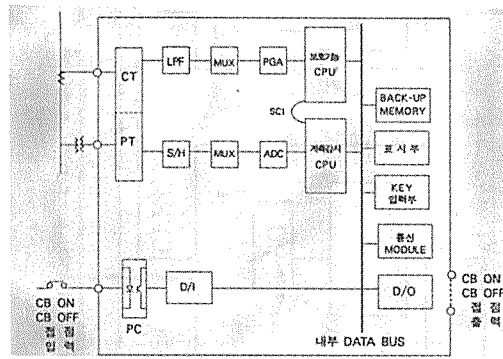 CT
LPF
MUX
PGA
보호기능
CPU
SCI
BACK-UP
MEMORY
PT
S/H
MUX
ADC
계측감시
CPU
표 시 부
KEY
입력부
통신
MODULE
CB ON
CB OFF
접 점
입 력
PC
D/I
D/O
CB ON
CB OFF
접 점
출 력
내부 DATA BUS